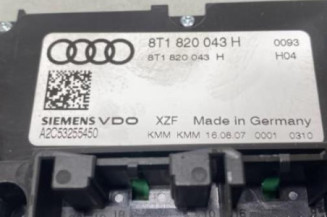 8T1 820 043 H 0093
8T1 820 043 H H04
SIEMENS VDO XZF Made in Germany
A2C53255450 KMM KMM 16.08.07 0001 0310